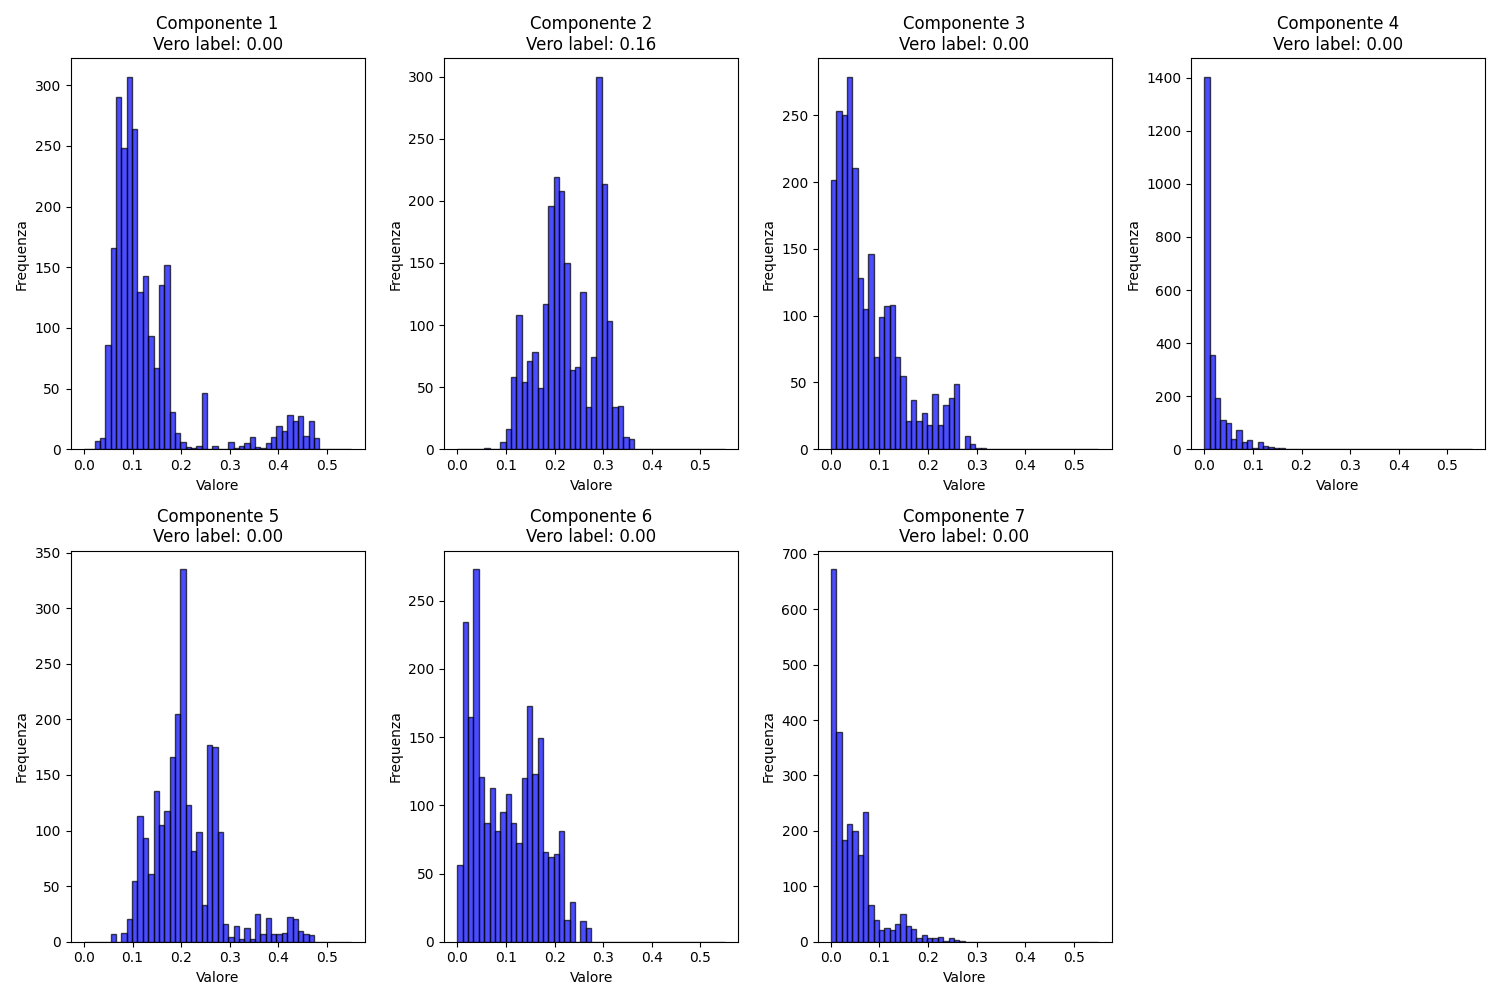 Componente 1
Vero label: 0.00
Frequenza
300
250
200
150
100
50
0
0.0 0.1 0.2 0.3 0.4 0.5
Valore
Componente 2
Vero label: 0.16
Frequenza
300
250
200
150
100
50
0
0.0 0.1 0.2 0.3 0.4 0.5
Valore
Componente 3
Vero label: 0.00
Frequenza
250
200
150
100
50
0
0.0 0.1 0.2 0.3 0.4 0.5
Valore
Componente 4
Vero label: 0.00
Frequenza
1400
1200
1000
800
600
400
200
0
0.0 0.1 0.2 0.3 0.4 0.5
Valore
Componente 5
Vero label: 0.00
Frequenza
350
300
250
200
150
100
50
0
0.0 0.1 0.2 0.3 0.4 0.5
Valore
Componente 6
Vero label: 0.00
Frequenza
250
200
150
100
50
0
0.0 0.1 0.2 0.3 0.4 0.5
Valore
Componente 7
Vero label: 0.00
Frequenza
700
600
500
400
300
200
100
0
0.0 0.1 0.2 0.3 0.4 0.5
Valore